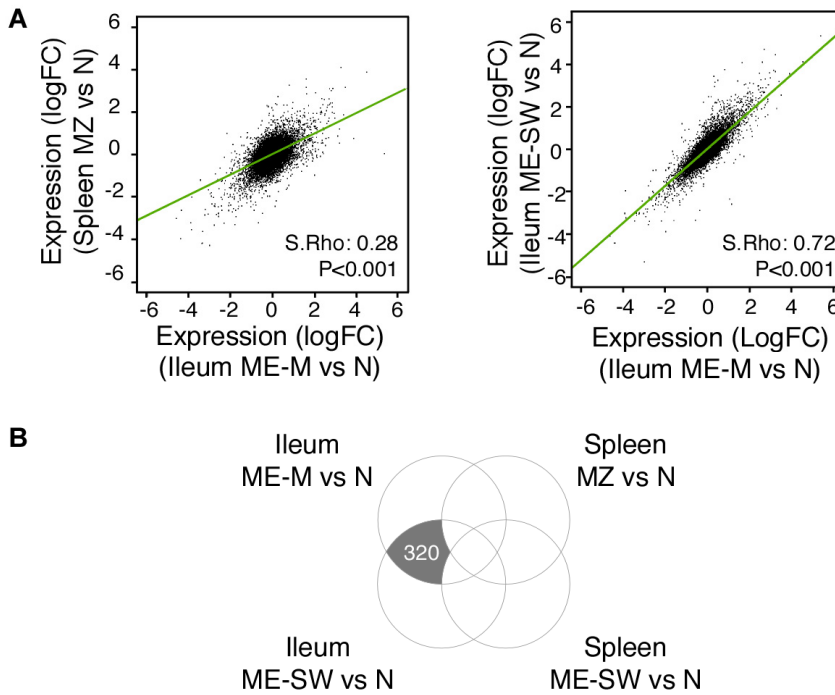 A
Expression (logFC)
(Spleen MZ vs N)
6
4
2
0
-2
-4
-6
S.Rho: 0.28
P<0.001
-6 -4 -2 0 2 4 6
Expression (logFC)
(Ileum ME-M vs N)
Expression (logFC)
(Ileum ME-SW vs N)
6
4
2
0
-2
-4
-6
S.Rho: 0.72
P<0.001
-6 -4 -2 0 2 4 6
Expression (LogFC)
(Ileum ME-M vs N)
B
Ileum
ME-M vs N
Spleen
MZ vs N
320
Ileum
ME-SW vs N
Spleen
ME-SW vs N